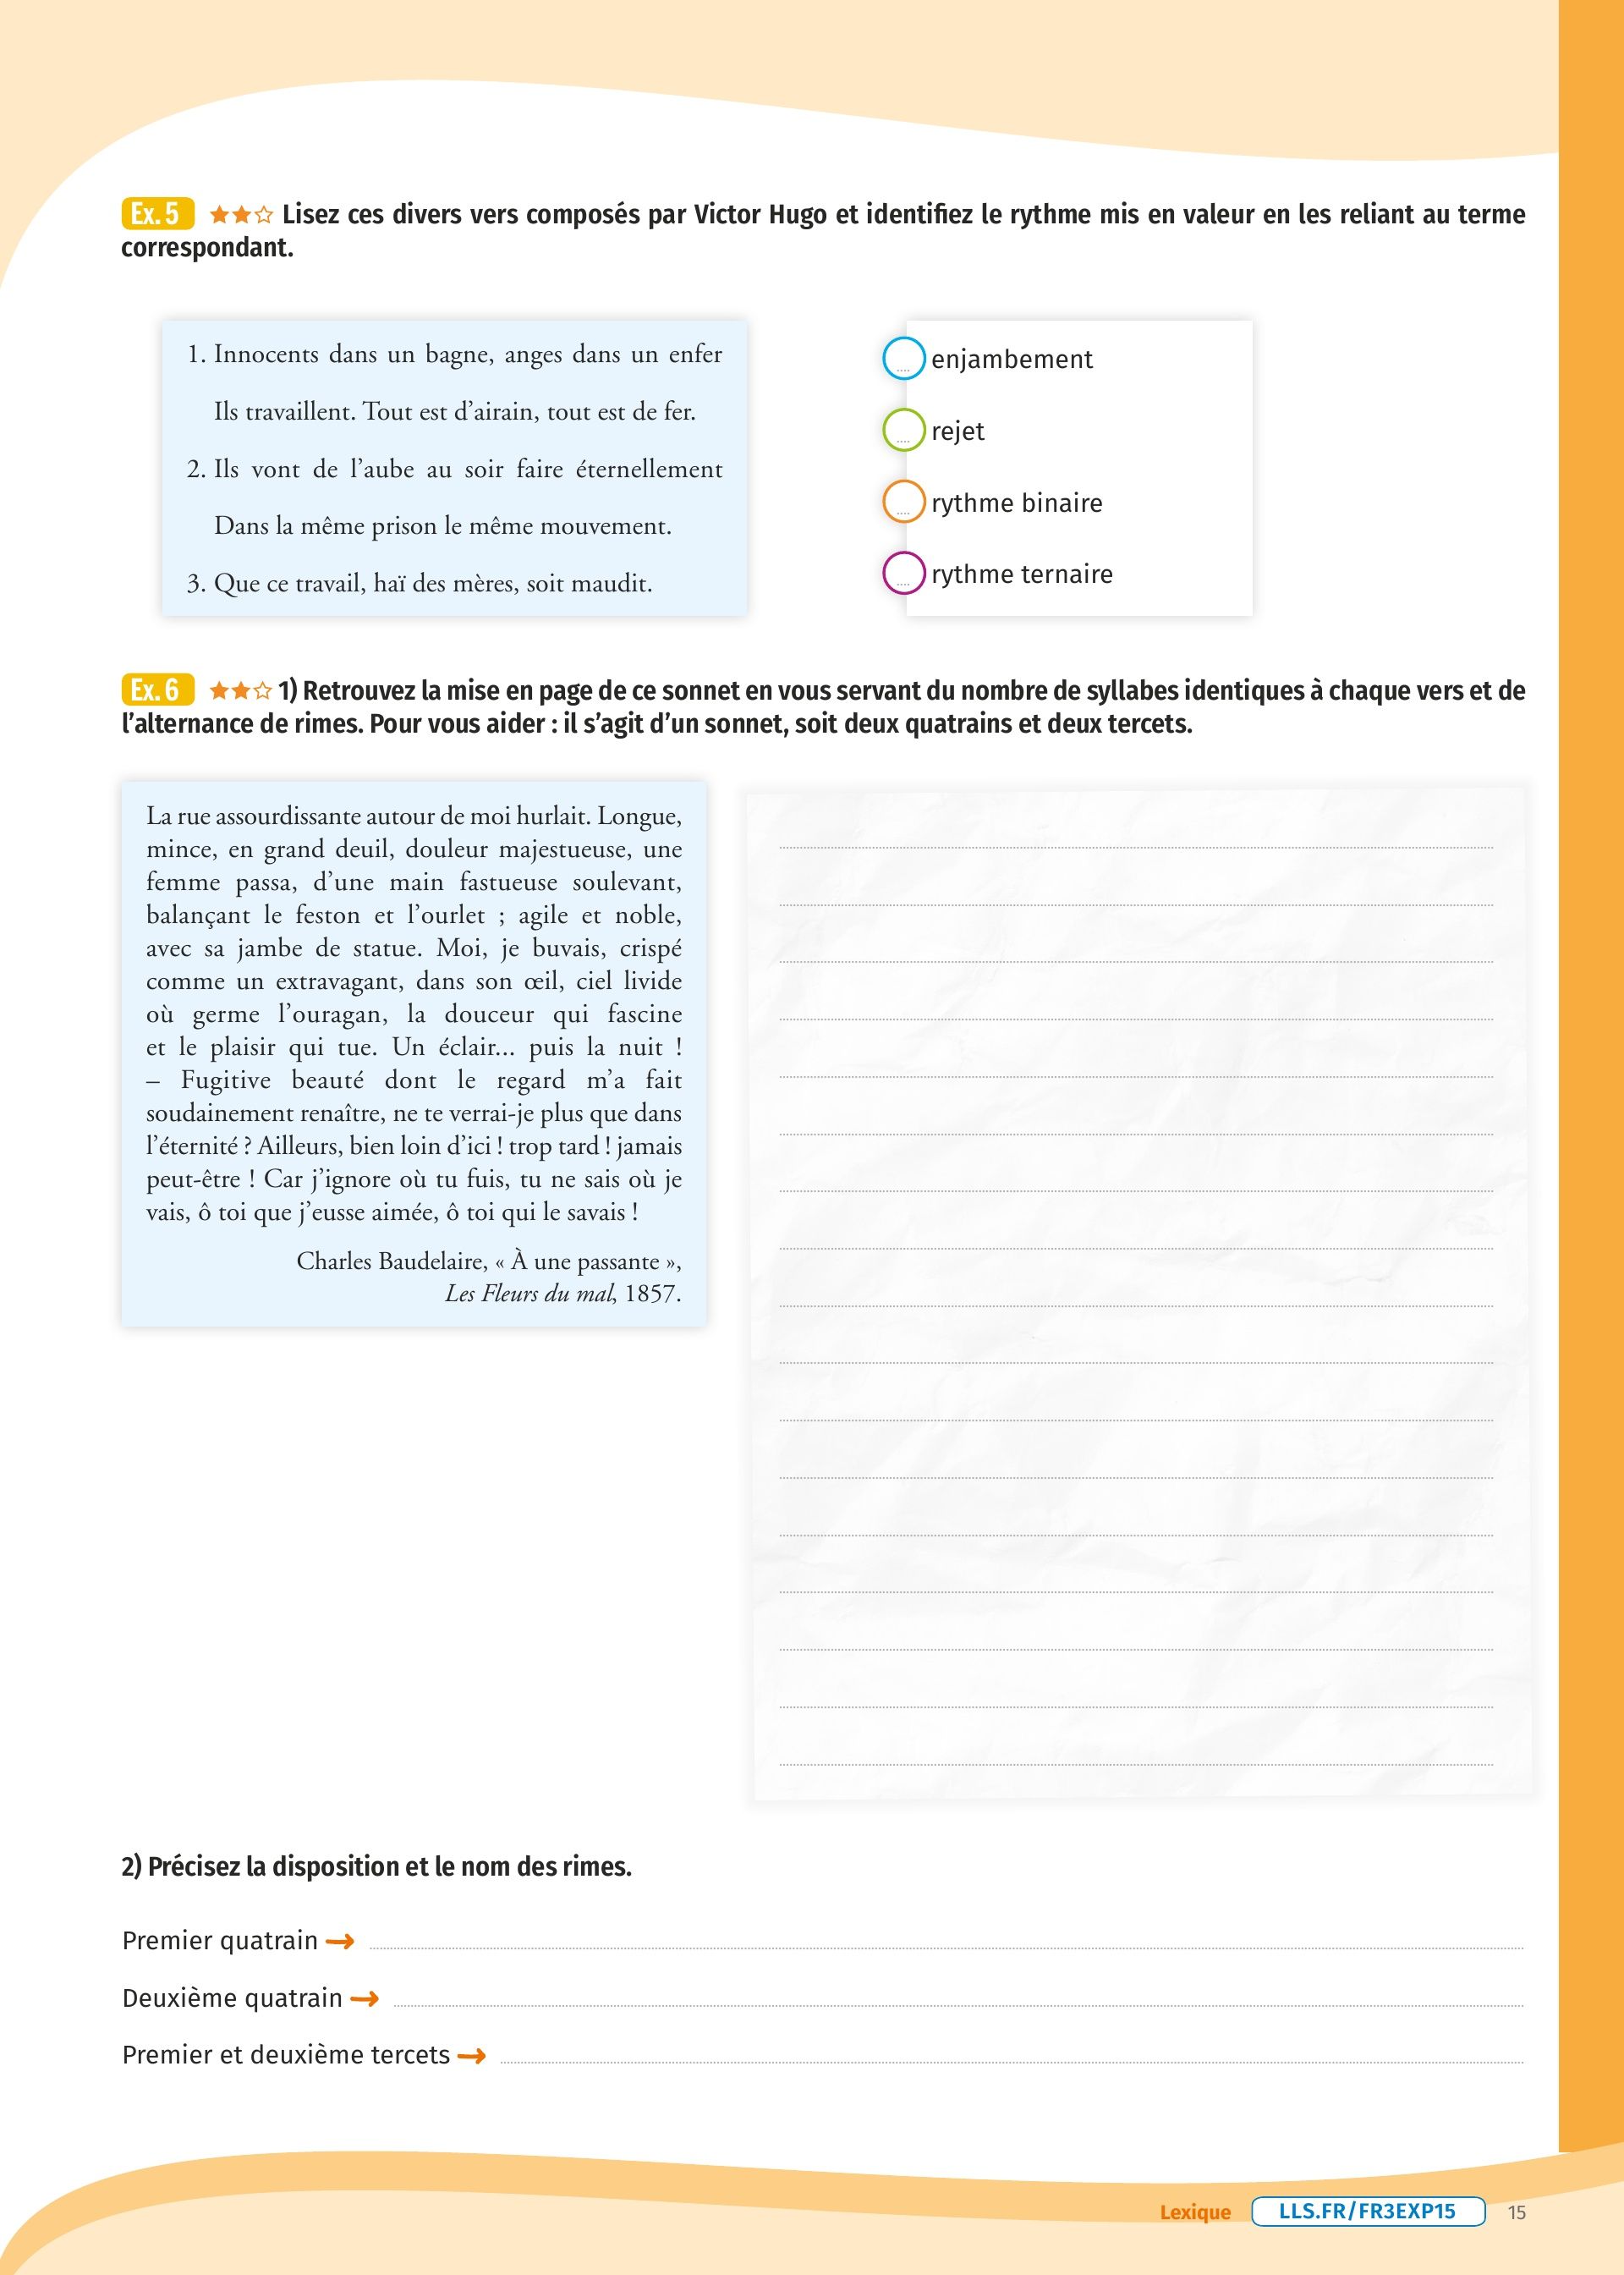 Ex. 5 ★★☆ Lisez ces divers vers composés par Victor Hugo et identifiez le rythme mis en valeur en les reliant au terme
correspondant.
1. Innocents dans un bagne, anges dans un enfer
Ils travaillent. Tout est d’airain, tout est de fer.
2. Ils vont de l’aube au soir faire éternellement
Dans la même prison le même mouvement.
3. Que ce travail, haï des mères, soit maudit.
.... enjambement
.... rejet
.... rythme binaire
.... rythme ternaire
Ex. 6 ★★☆ 1) Retrouvez la mise en page de ce sonnet en vous servant du nombre de syllabes identiques à chaque vers et de
l’alternance de rimes. Pour vous aider : il s’agit d’un sonnet, soit deux quatrains et deux tercets.
La rue assourdissante autour de moi hurlait. Longue,
mince, en grand deuil, douleur majestueuse, une
femme passa, d’une main fastueuse soulevant,
balançant le feston et l’ourlet ; agile et noble,
avec sa jambe de statue. Moi, je buvais, crispé
comme un extravagant, dans son œil, ciel livide
où germe l’ouragan, la douceur qui fascine
et le plaisir qui tue. Un éclair... puis la nuit !
– Fugitive beauté dont le regard m’a fait
soudainement renaître, ne te verrai-je plus que dans
l’éternité ? Ailleurs, bien loin d’ici ! trop tard ! jamais
peut-être ! Car j’ignore où tu fuis, tu ne sais où je
vais, ô toi que j’eusse aimée, ô toi qui le savais !
Charles Baudelaire, « À une passante »,
Les Fleurs du mal, 1857.
2) Précisez la disposition et le nom des rimes.
Premier quatrain →
Deuxième quatrain →
Premier et deuxième tercets →
Lexique LLS.FR/FR3EXP15 15